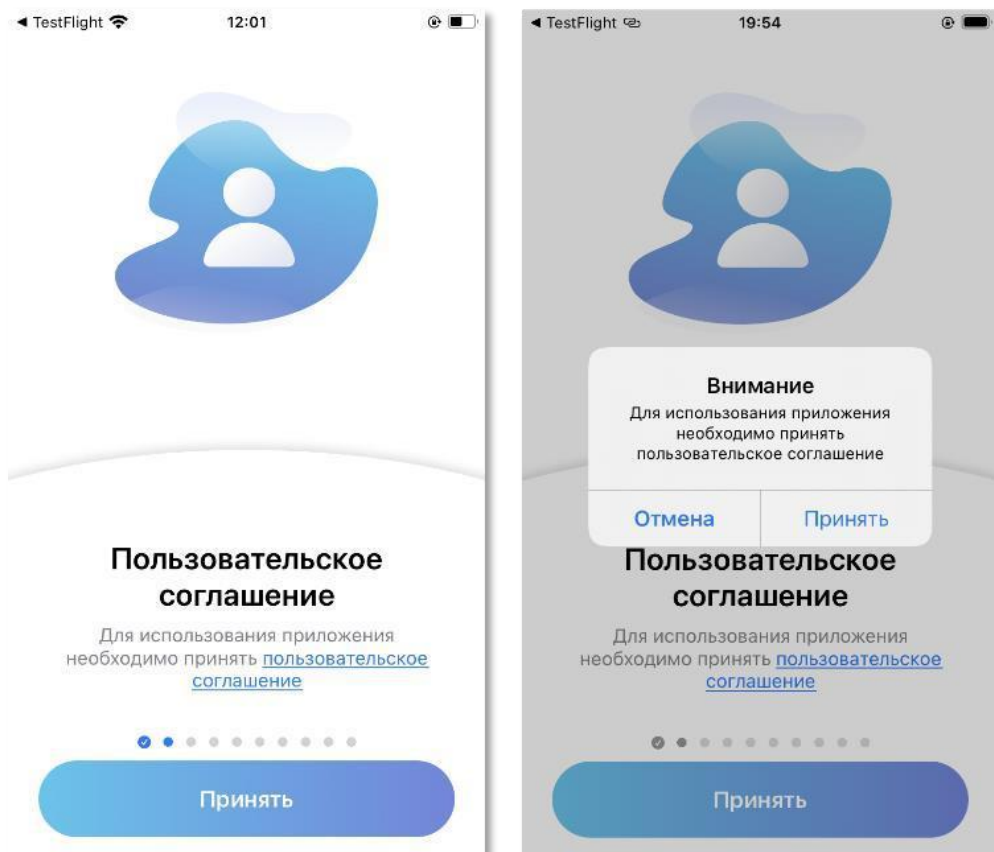 TestFlight 12:01
Пользовательское
соглашение
Для использования приложения
необходимо принять пользовательское
соглашение
Принять
TestFlight 19:54
Внимание
Для использования приложения
необходимо принять
пользовательское соглашение
Отмена Принять
Пользовательское
соглашение
Для использования приложения
необходимо принять пользовательское
соглашение
Принять